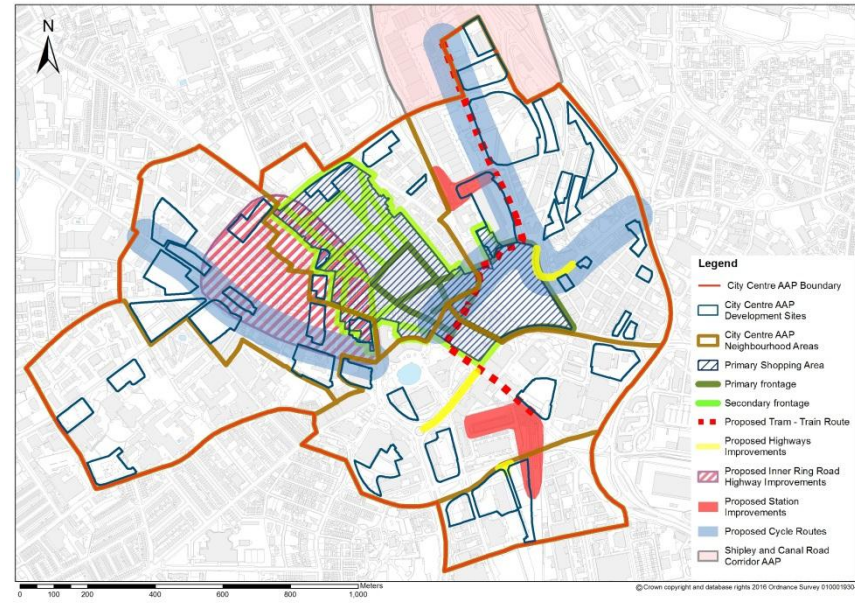 N
Legend
City Centre AAP Boundary
City Centre AAP
Development Sites
City Centre AAP
Neighbourhood Areas
Primary Shopping Area
Primary frontage
Secondary frontage
Proposed Tram - Train Route
Proposed Highways
Improvements
Proposed Inner Ring Road
Highway Improvements
Proposed Station
Improvements
Proposed Cycle Routes
Shipley and Canal Road
Corridor AAP
Meters
0 200 400 600 800 1,000
©Crown copyright and database rights 2016 Ordnance Survey 0100019304